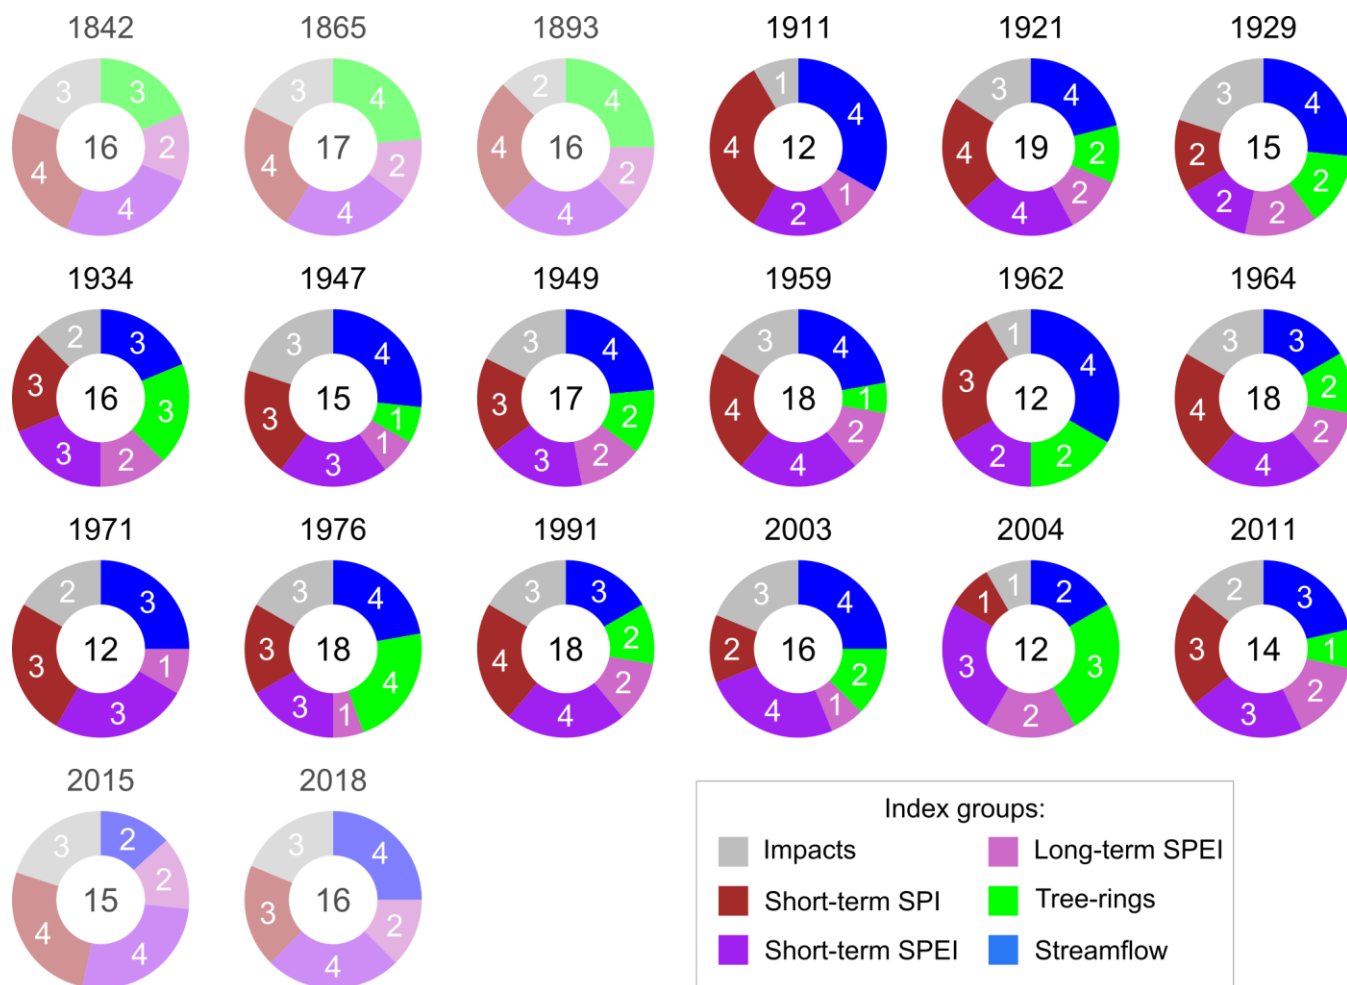 1842 1865 1893 1911 1921 1929
3 3 2 4 4 16
3 4 2 4 4 17
2 4 2 4 4 16
1 4 1 2 4 12
3 4 2 2 4 4 19
3 4 2 2 2 2 15
1934 1947 1949 1959 1962 1964
2 3 3 2 3 3 16
3 4 1 1 3 3 15
3 4 2 2 3 3 17
3 4 1 2 4 4 18
1 4 2 2 3 12
3 3 2 2 4 4 18
1971 1976 1991 2003 2004 2011
2 3 1 3 3 12
3 4 4 1 3 3 18
3 3 2 2 4 4 18
3 4 2 1 4 2 16
1 2 3 2 3 1 12
2 3 1 2 3 3 14
2015 2018
3 2 2 4 4 15
3 4 2 4 3 16
Index groups:
Impacts
Short-term SPI
Short-term SPEI
Long-term SPEI
Tree-rings
Streamflow